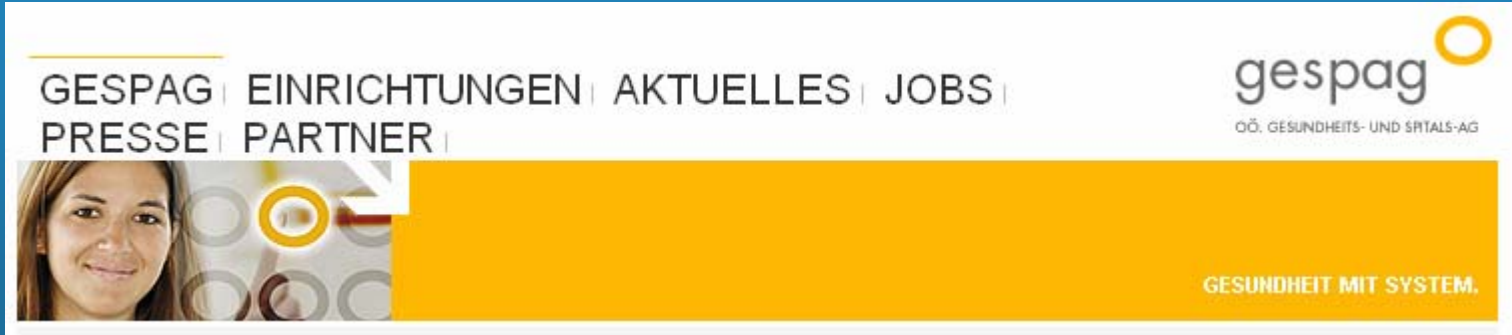 GESPAG EINRICHTUNGEN AKTUELLES JOBS
PRESSE PARTNER
gespag
OÖ. GESUNDHEITS- UND SPITALS-AG
GESUNDHEIT MIT SYSTEM.